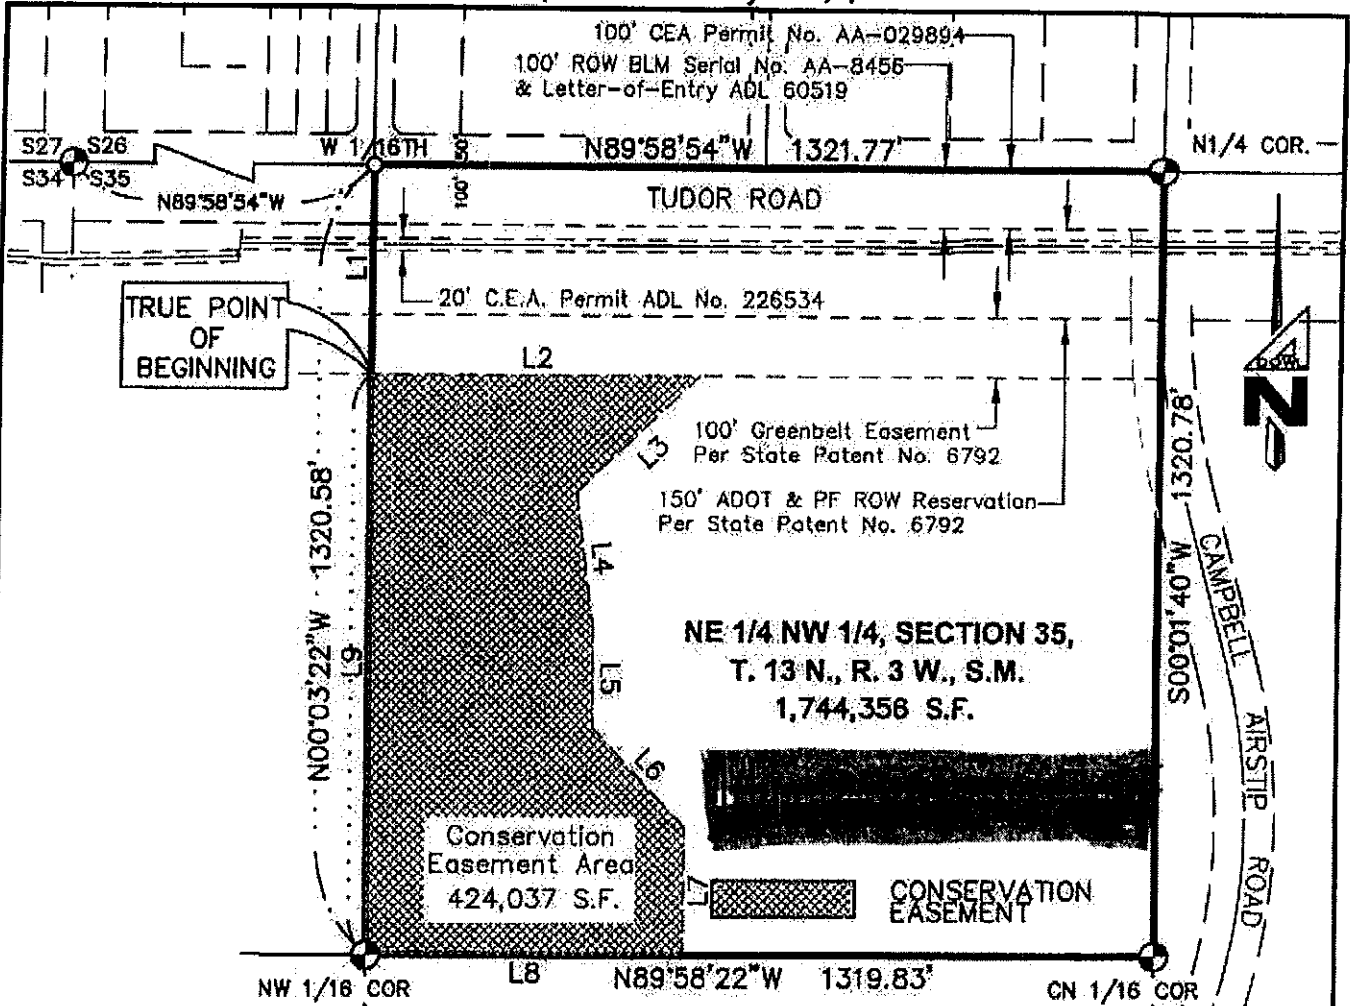 100' CEA Permit No. AA-029894
100' ROW BLM Serial No. AA-8456
& Letter-of-Entry ADL 60519
S27 S26
S34 S35
W 1/16TH
50'
100'
N89°58'54"W 1321.77'
N1/4 COR.
N89°58'54"W
TUDOR ROAD
L1
20' C.E.A. Permit ADL No. 226534
TRUE POINT
OF
BEGINNING
L2
DOWL
N
L3
100' Greenbelt Easement
Per State Patent No. 6792
150' ADOT & PF ROW Reservation
Per State Patent No. 6792
L4
N00°03'22"W 1320.58'
L9
L5
NE 1/4 NW 1/4, SECTION 35,
T. 13 N., R. 3 W., S.M.
1,744,356 S.F.
S00°01'40"W 1320.78'
CAMPBELL AIRSTIP ROAD
L6
Conservation
Easement Area
424,037 S.F.
L7
CONSERVATION
EASEMENT
L8
N89°58'22"W 1319.83'
NW 1/16 COR
CN 1/16 COR